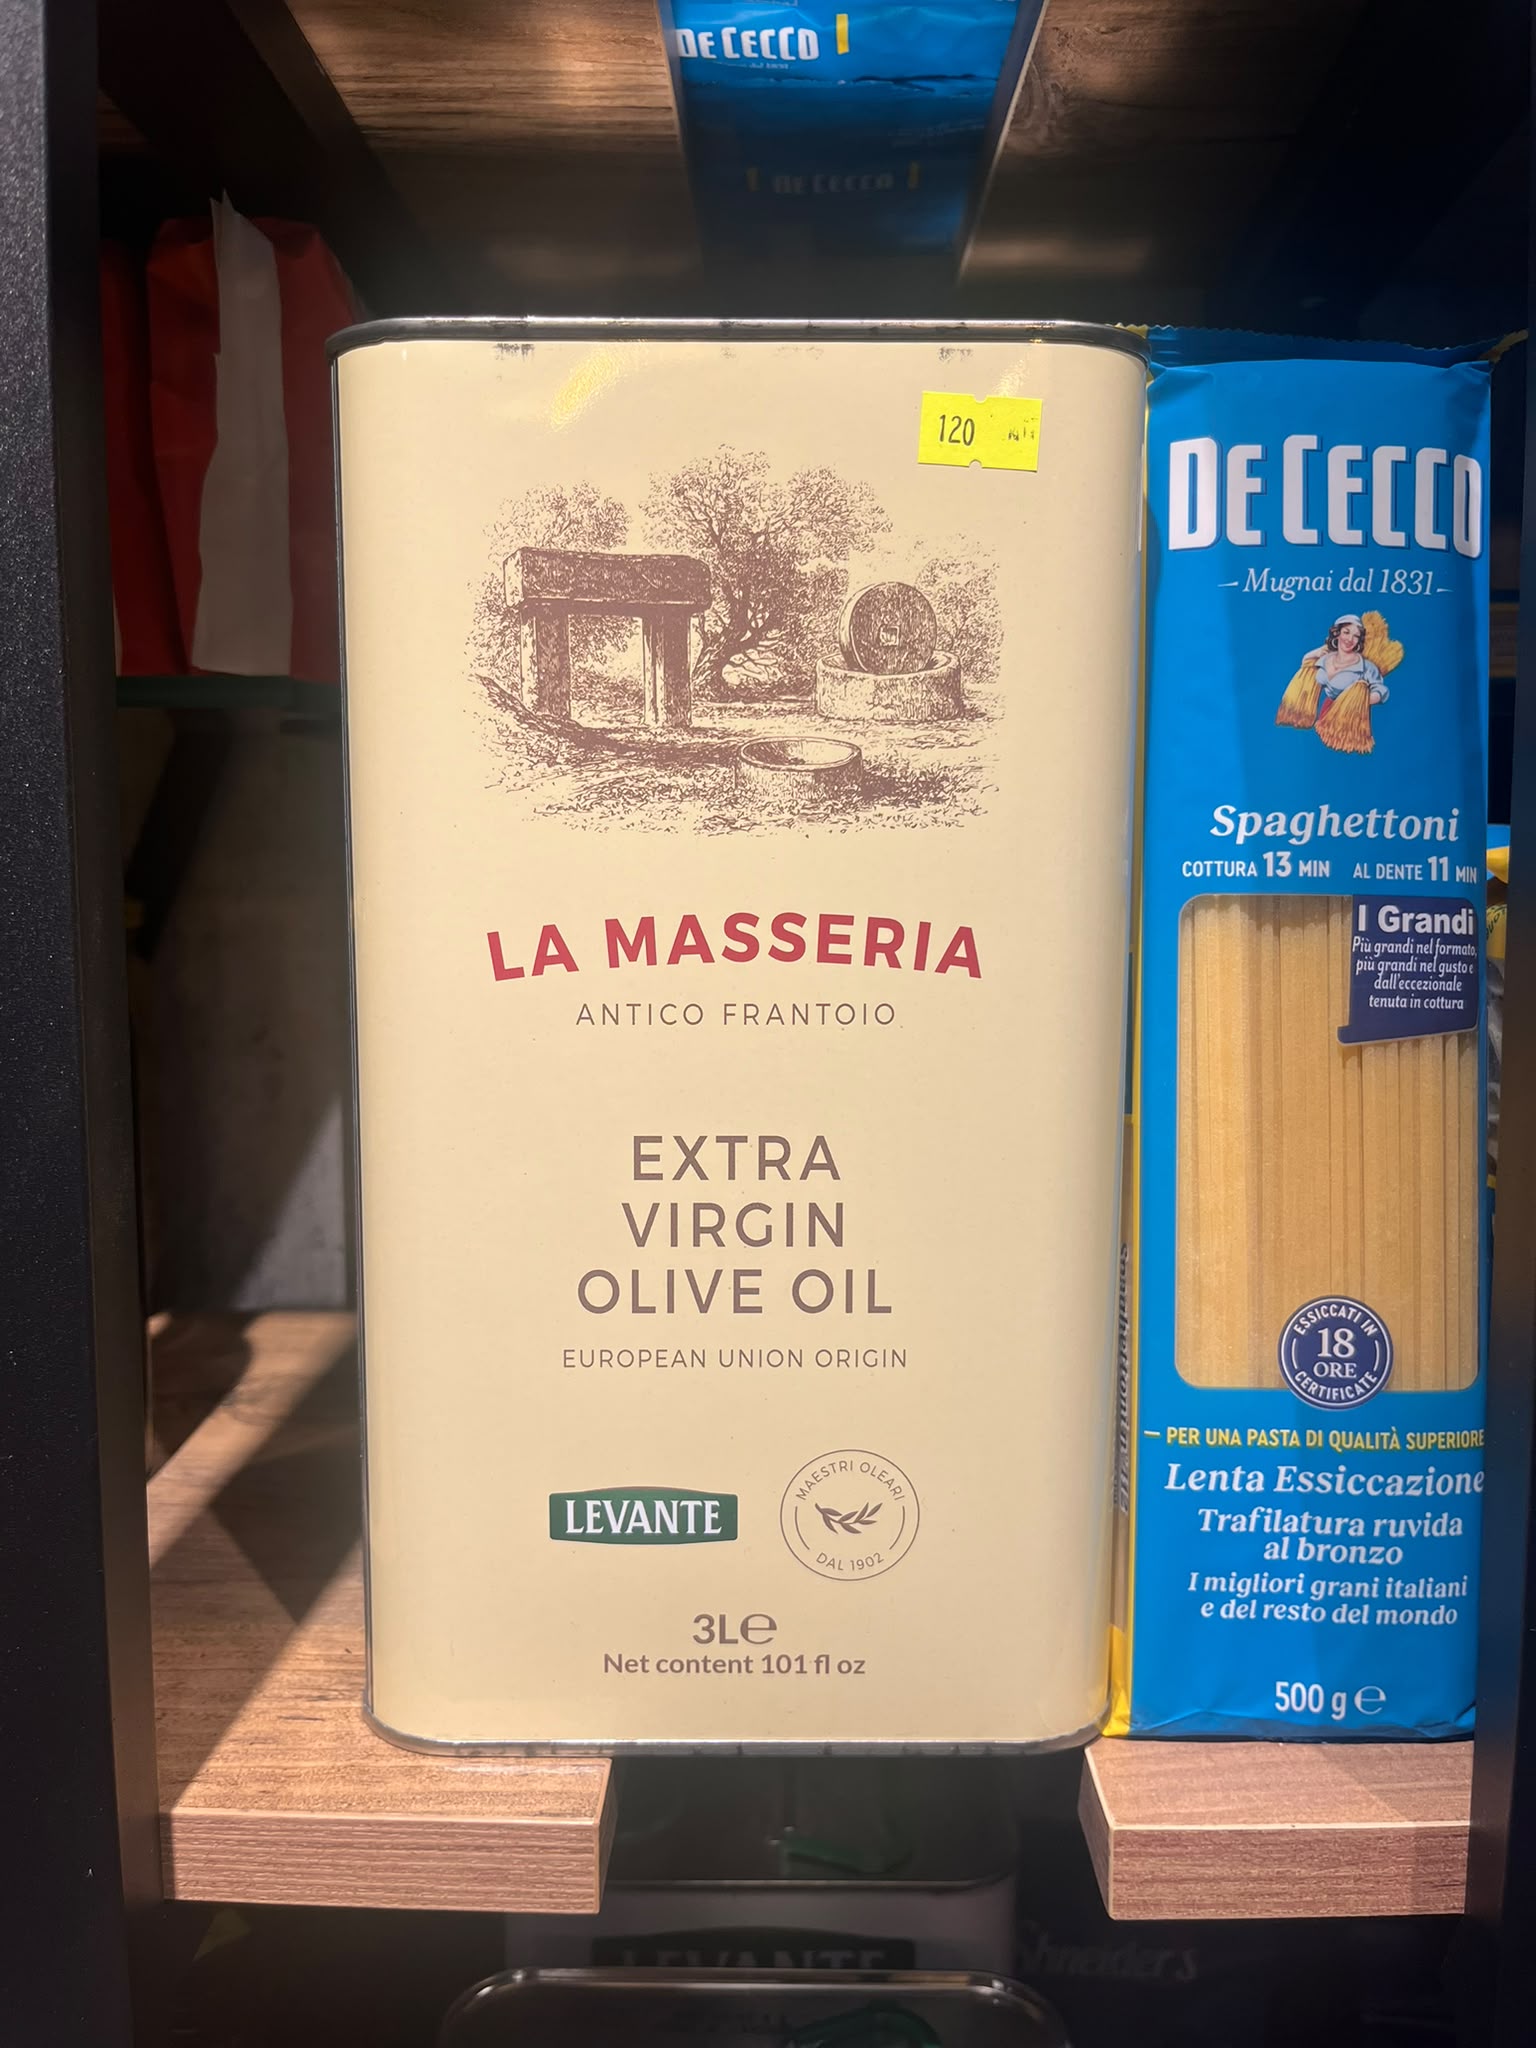 DE CECCO
DE CECCO
120
LA MASSERIA
ANTICO FRANTOIO
EXTRA
VIRGIN
OLIVE OIL
EUROPEAN UNION ORIGIN
LEVANTE
MAESTRI OLEARI
DAL 1902
3L℮
Net content 101 fl oz
DE CECCO
Mugnai dal 1831
Spaghettoni
COTTURA 13 MIN AL DENTE 11 MIN
I Grandi
Più grandi nel formato,
più grandi nel gusto e
dall'eccezionale
tenuta in cottura
ESSICCATI IN
18
ORE
CERTIFICATE
PER UNA PASTA DI QUALITÀ SUPERIORE
Lenta Essiccazione
Trafilatura ruvida
al bronzo
I migliori grani italiani
e del resto del mondo
500 g ℮
Spaghettoni
LEVANTE